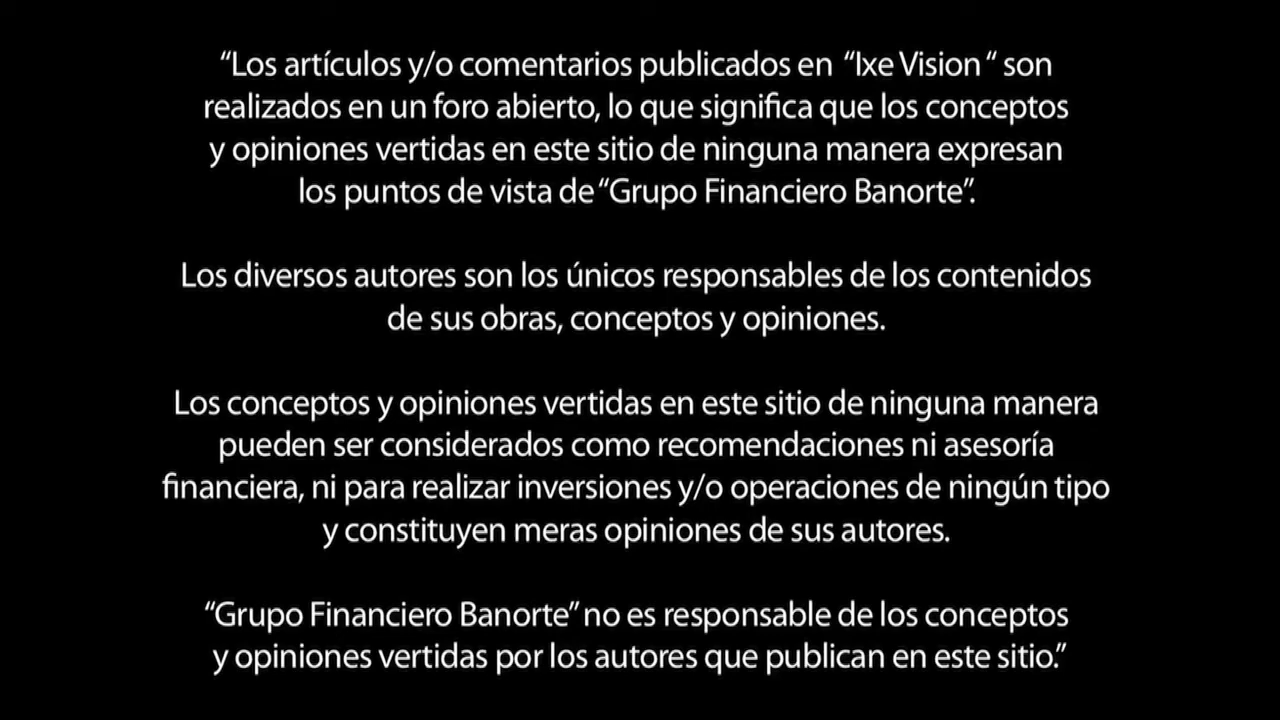 “Los artículos y/o comentarios publicados en “Ixe Vision “ son
realizados en un foro abierto, lo que significa que los conceptos
y opiniones vertidas en este sitio de ninguna manera expresan
los puntos de vista de “Grupo Financiero Banorte”.
Los diversos autores son los únicos responsables de los contenidos
de sus obras, conceptos y opiniones.
Los conceptos y opiniones vertidas en este sitio de ninguna manera
pueden ser considerados como recomendaciones ni asesoría
financiera, ni para realizar inversiones y/o operaciones de ningún tipo
y constituyen meras opiniones de sus autores.
“Grupo Financiero Banorte” no es responsable de los conceptos
y opiniones vertidas por los autores que publican en este sitio.”